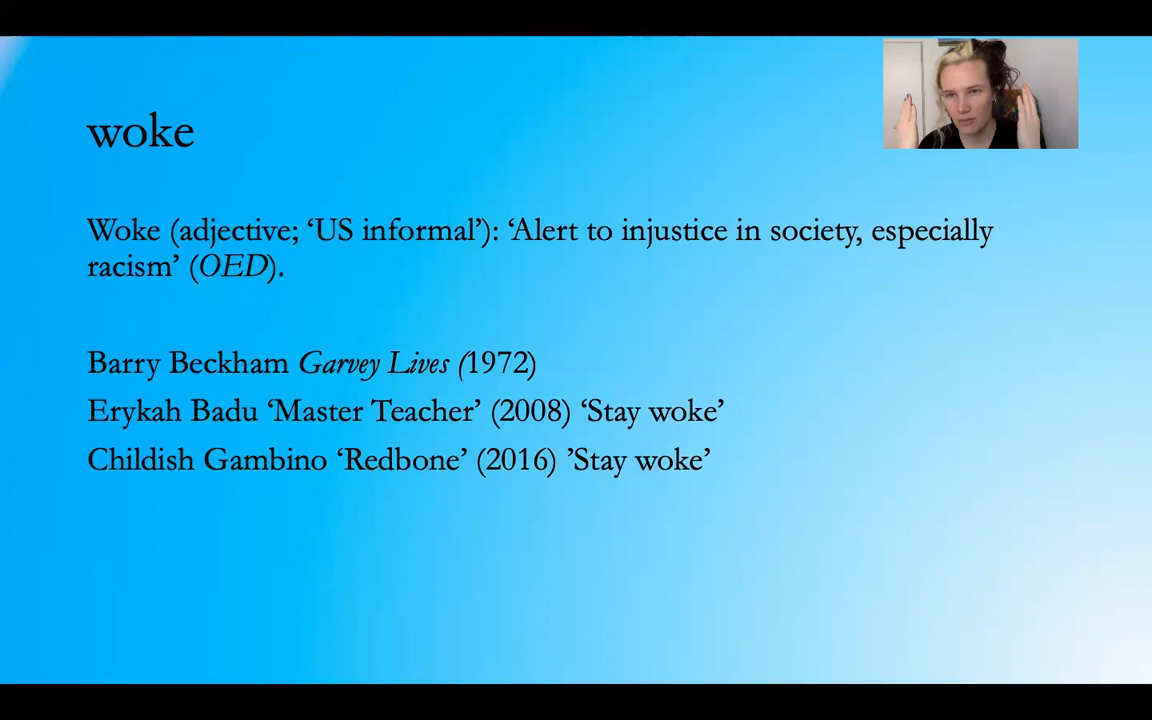 woke
Woke (adjective; ‘US informal’): ‘Alert to injustice in society, especially
racism’ (OED).
Barry Beckham Garvey Lives (1972)
Erykah Badu ‘Master Teacher’ (2008) ‘Stay woke’
Childish Gambino ‘Redbone’ (2016) ’Stay woke’